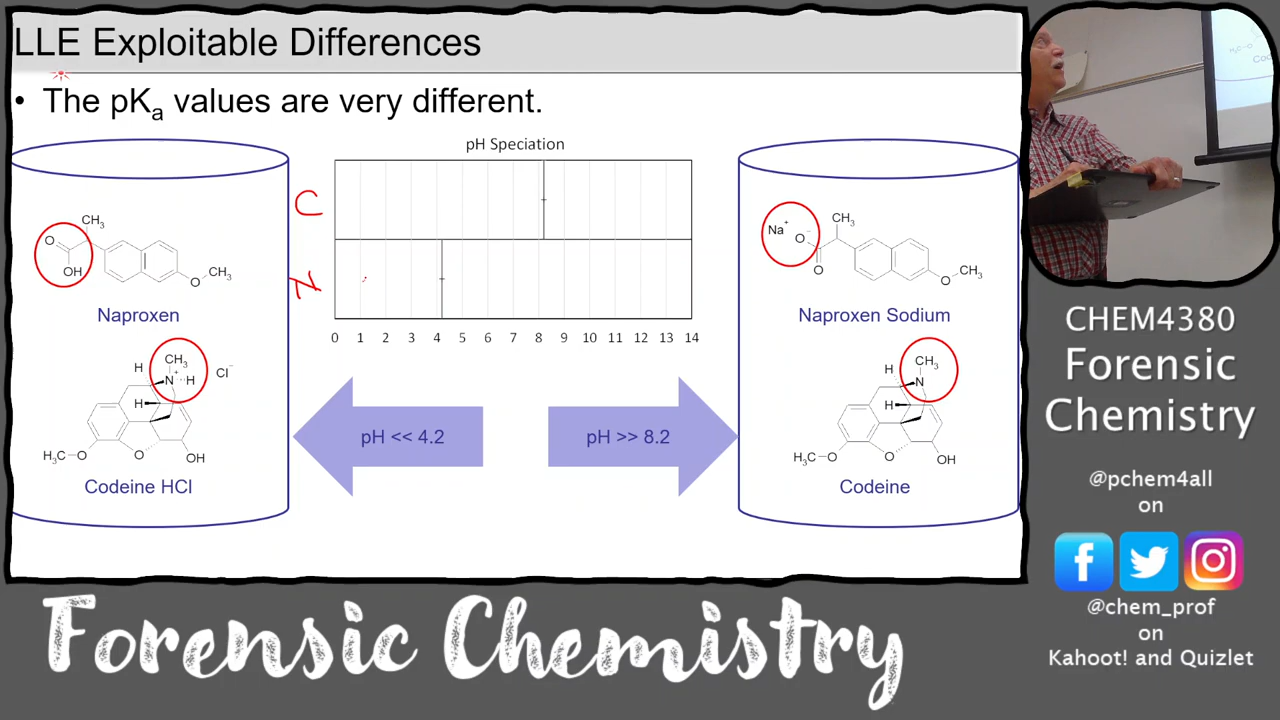 LLE Exploitable Differences
• The pKa values are very different.
pH Speciation
C
N
0 1 2 3 4 5 6 7 8 9 10 11 12 13 14
CH3
O
OH
O
CH3
Naproxen
H
CH3
N+
H
Cl-
H
H3C
O
O
OH
Codeine HCl
pH << 4.2
pH >> 8.2
Na+
O-
CH3
O
O
CH3
Naproxen Sodium
H
CH3
N
H
H3C
O
O
OH
Codeine
CHEM4380
Forensic
Chemistry
@pchem4all
on
@chem_prof
on
Kahoot! and Quizlet
Forensic Chemistry